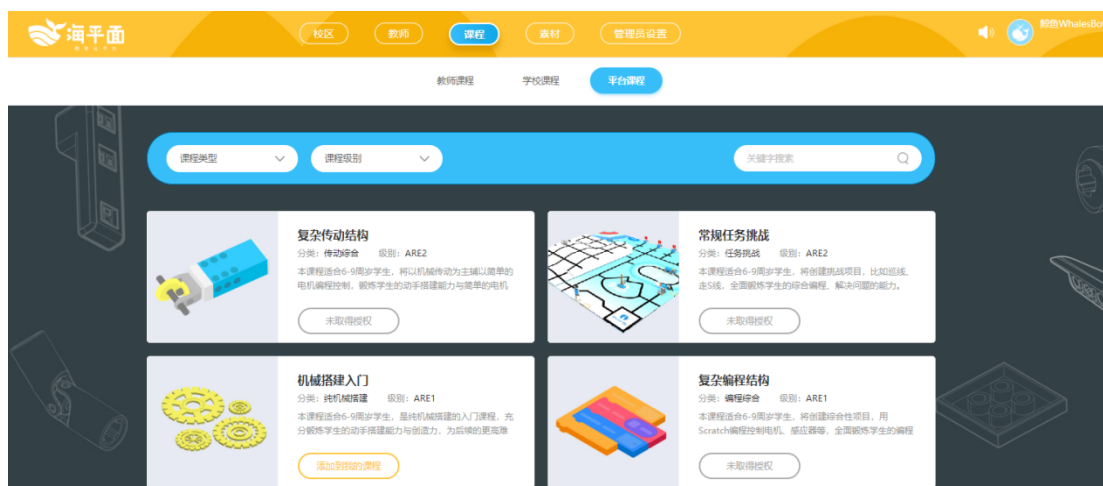 海平面
校区 教师 课程 素材 管理员设置
鲸鱼WhalesBo
教师课程 学校课程 平台课程
课程类型 课程级别 关键字搜索
复杂传动结构
分类：传动综合 级别：ARE2
本课程适合6-9周岁学生，将以机械传动为主辅以简单的
电机编程控制，锻炼学生的动手搭建能力与简单的电机
未取得授权
常规任务挑战
分类：任务挑战 级别：ARE2
本课程适合6-9周岁学生，将创建挑战项目，比如巡线、
走S线，全面锻炼学生的综合编程，解决问题的能力。
未取得授权
机械搭建入门
分类：纯机械搭建 级别：ARE1
本课程适合6-9周岁学生，是纯机械搭建的入门课程，充
分锻炼学生的动手搭建能力与创造力，为后续的更高难
添加到我的课程
复杂编程结构
分类：编程综合 级别：ARE1
本课程适合6-9周岁学生，将创建综合性项目，用
Scratch编程控制电机、感应器等，全面锻炼学生的编程
未取得授权